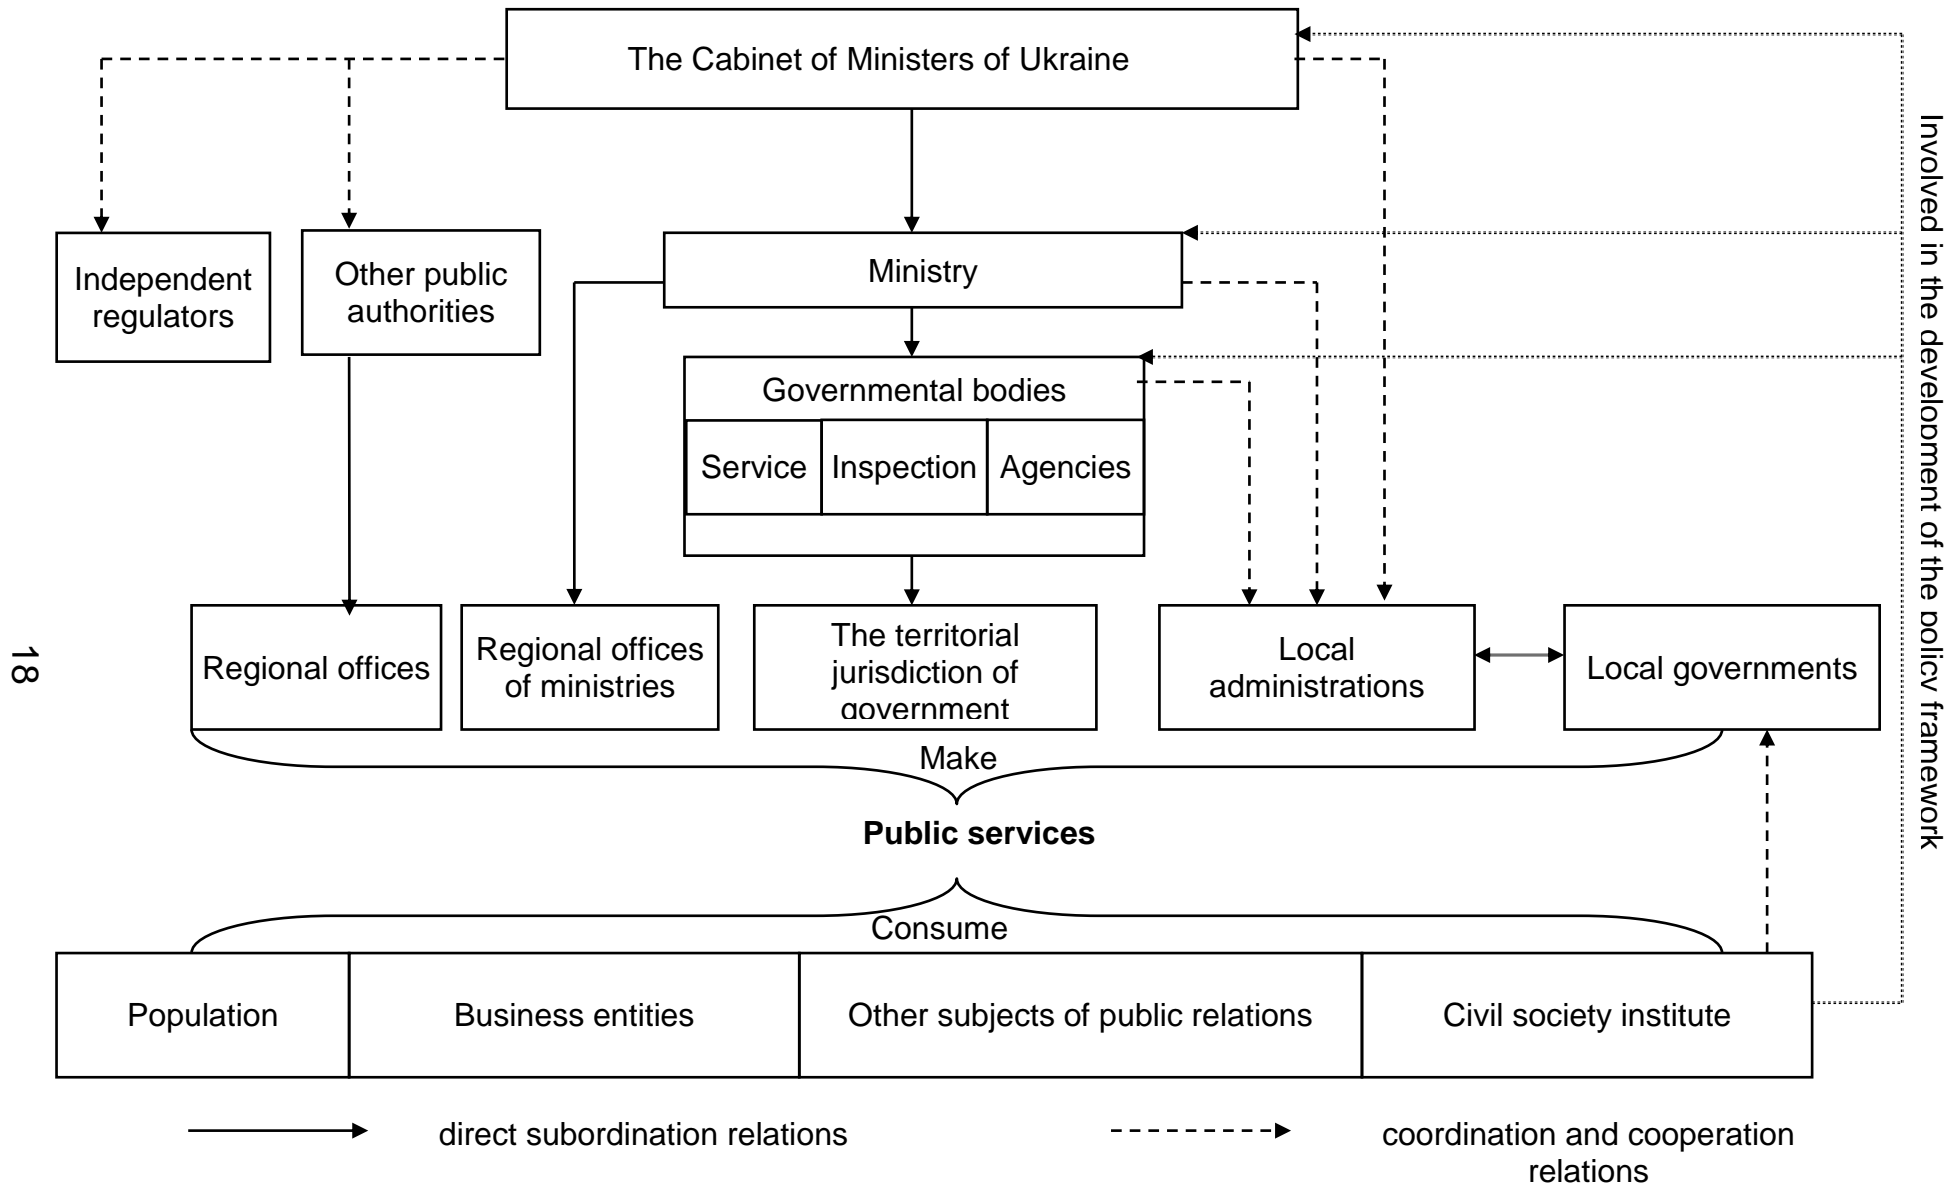 The Cabinet of Ministers of Ukraine
Independent
regulators
Other public
authorities
Ministry
Governmental bodies
Service
Inspection
Agencies
Regional offices
Regional offices
of ministries
The territorial
jurisdiction of
government
Local
administrations
Local governments
Make
Public services
Consume
Population
Business entities
Other subjects of public relations
Civil society institute
direct subordination relations
coordination and cooperation
relations
Involved in the development of the policy framework
18